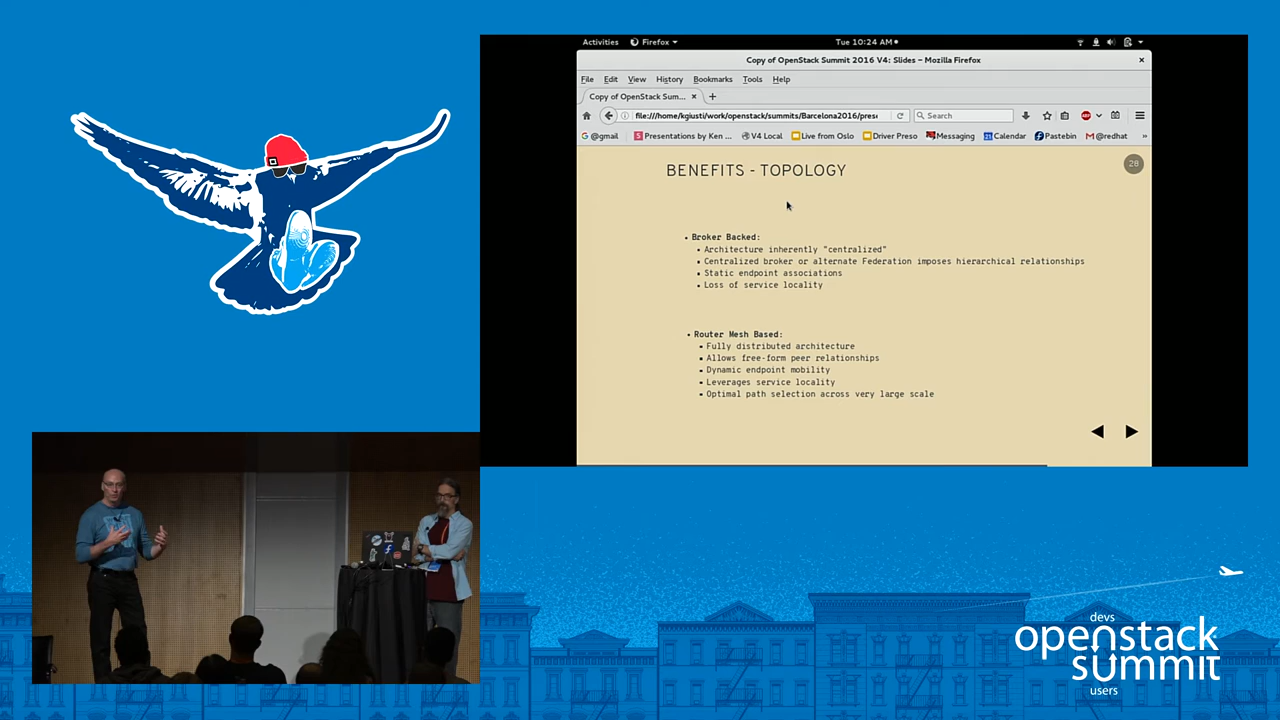 Activities Firefox Tue 10:24 AM
Copy of OpenStack Summit 2016 V4: Slides – Mozilla Firefox
File Edit View History Bookmarks Tools Help
Copy of OpenStack Sum...
file:///home/kgiusti/work/openstack/summits/Barcelona2016/prese
Search
@gmail Presentations by Ken ... V4 Local Live from Oslo Driver Preso Messaging Calendar Pastebin @redhat
BENEFITS - TOPOLOGY
28
• Broker Backed:
• Architecture inherently "centralized"
• Centralized broker or alternate Federation imposes hierarchical relationships
• Static endpoint associations
• Loss of service locality
• Router Mesh Based:
• Fully distributed architecture
• Allows free-form peer relationships
• Dynamic endpoint mobility
• Leverages service locality
• Optimal path selection across very large scale
devs
openstack
summit
users